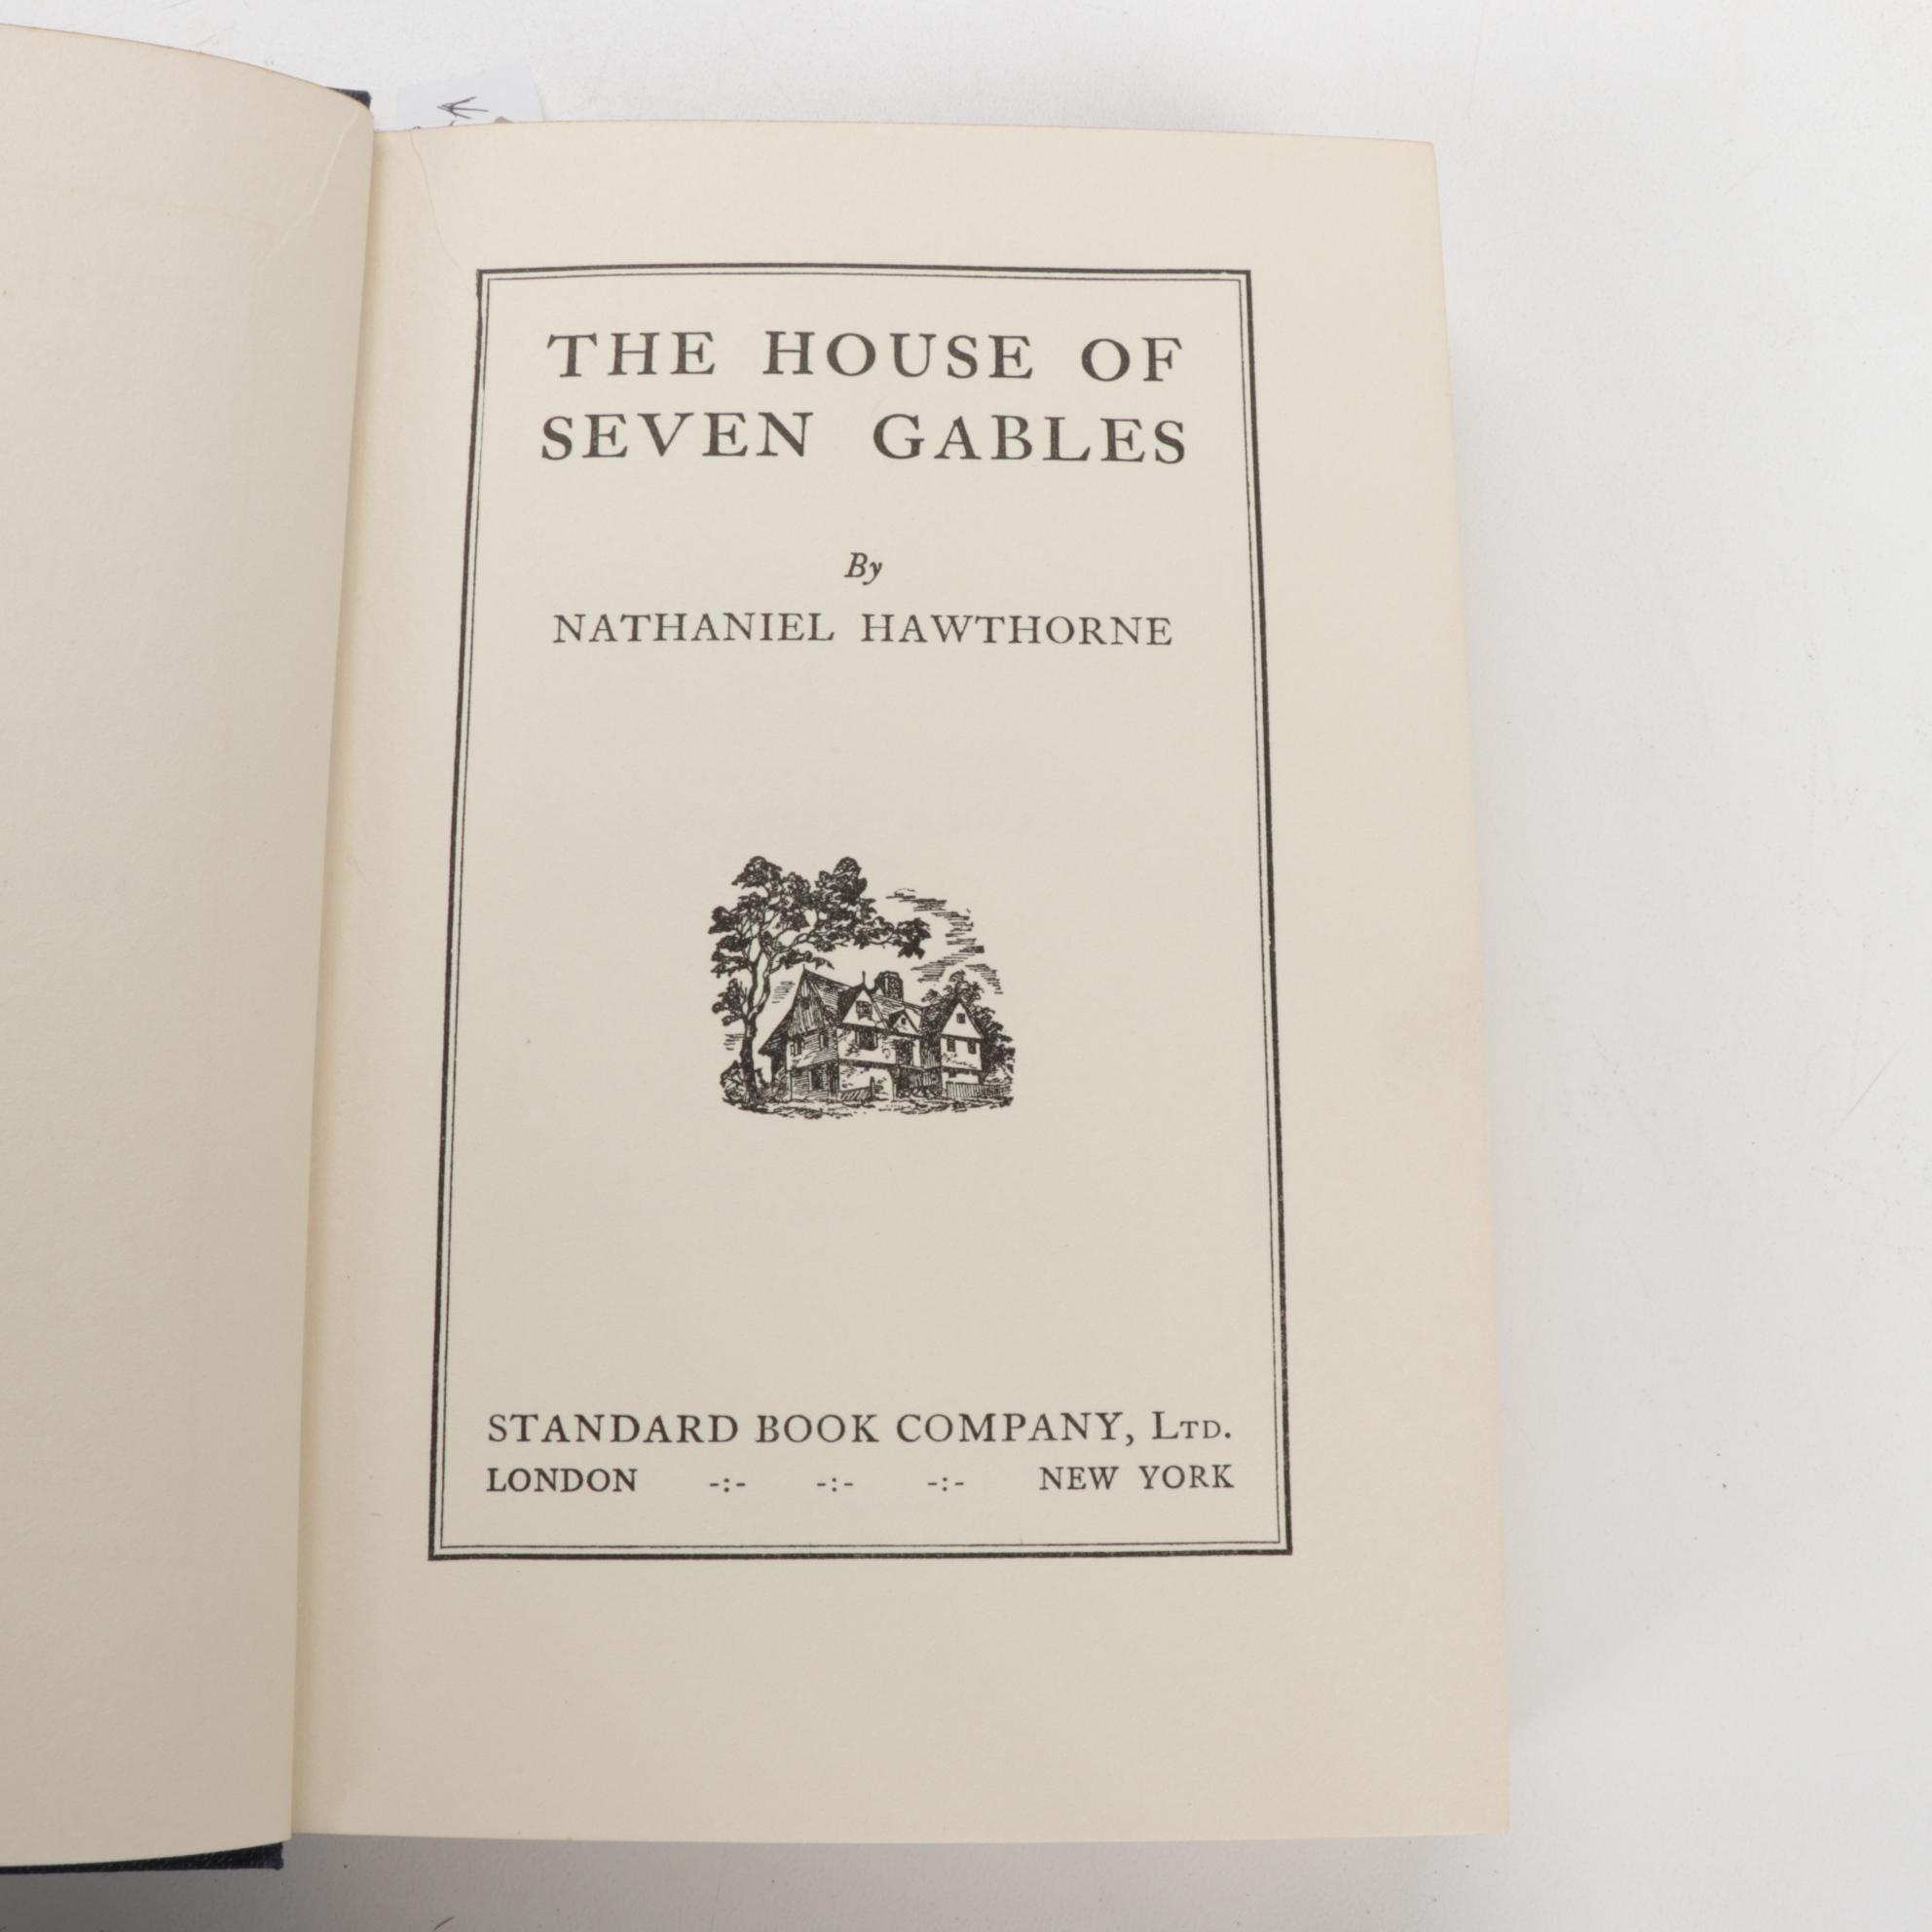 THE HOUSE OF
SEVEN GABLES
By
NATHANIEL HAWTHORNE
STANDARD BOOK COMPANY, LTD.
LONDON -:- -:- -:- NEW YORK